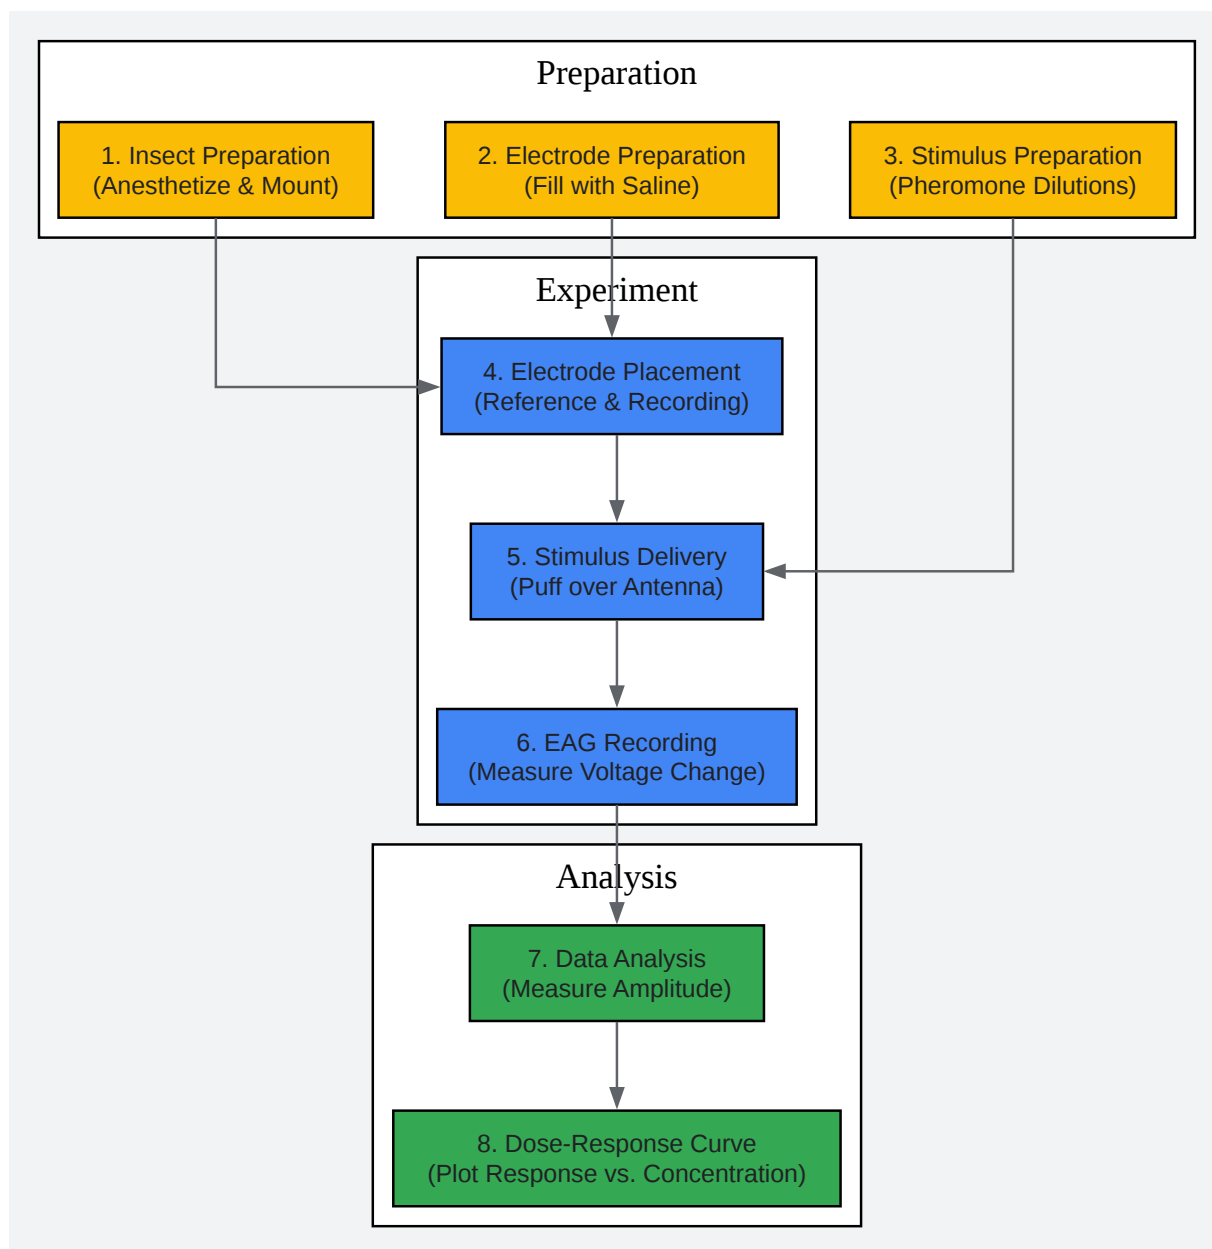 Preparation
1. Insect Preparation
(Anesthetize & Mount)
2. Electrode Preparation
(Fill with Saline)
3. Stimulus Preparation
(Pheromone Dilutions)
Experiment
4. Electrode Placement
(Reference & Recording)
5. Stimulus Delivery
(Puff over Antenna)
6. EAG Recording
(Measure Voltage Change)
Analysis
7. Data Analysis
(Measure Amplitude)
8. Dose-Response Curve
(Plot Response vs. Concentration)